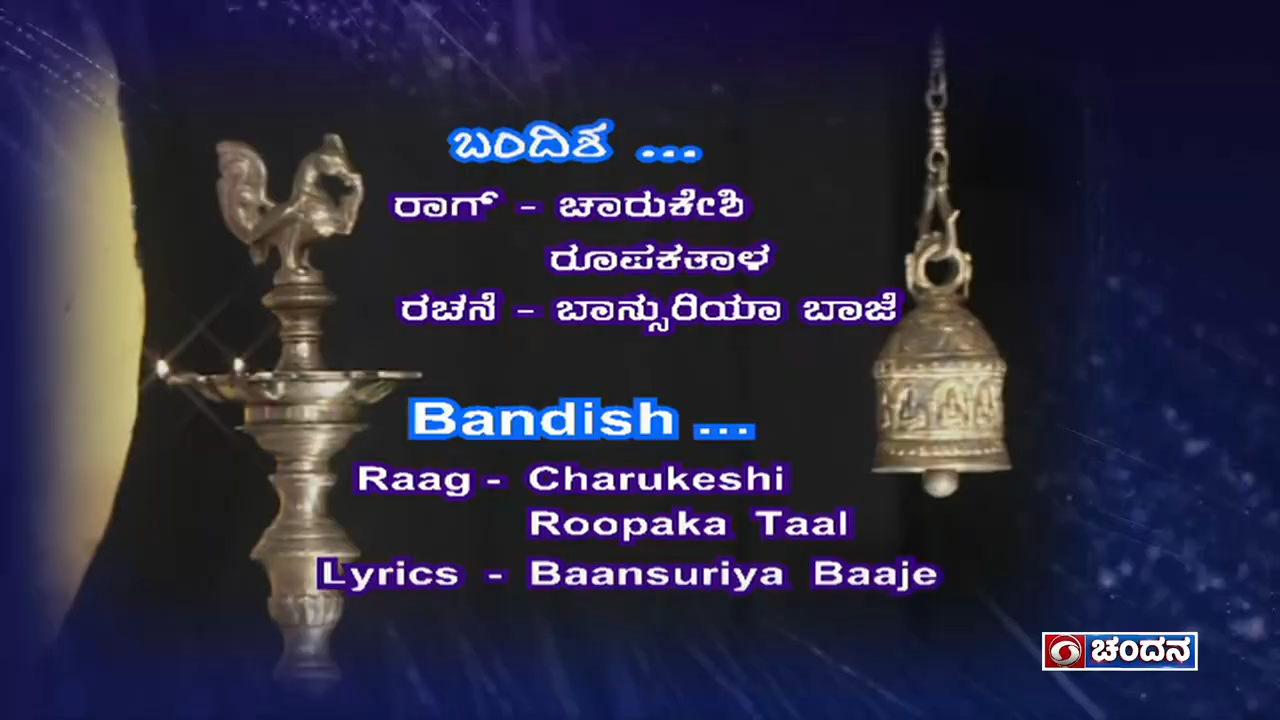 ಬಂದಿಶ ...
ರಾಗ್ - ಚಾರುಕೇಶಿ
ರೂಪಕತಾಳ
ರಚನೆ - ಬಾನ್ಸುರಿಯಾ ಬಾಜೆ
Bandish ...
Raag - Charukeshi
Roopaka Taal
Lyrics - Baansuriya Baaje
ಚಂದನ